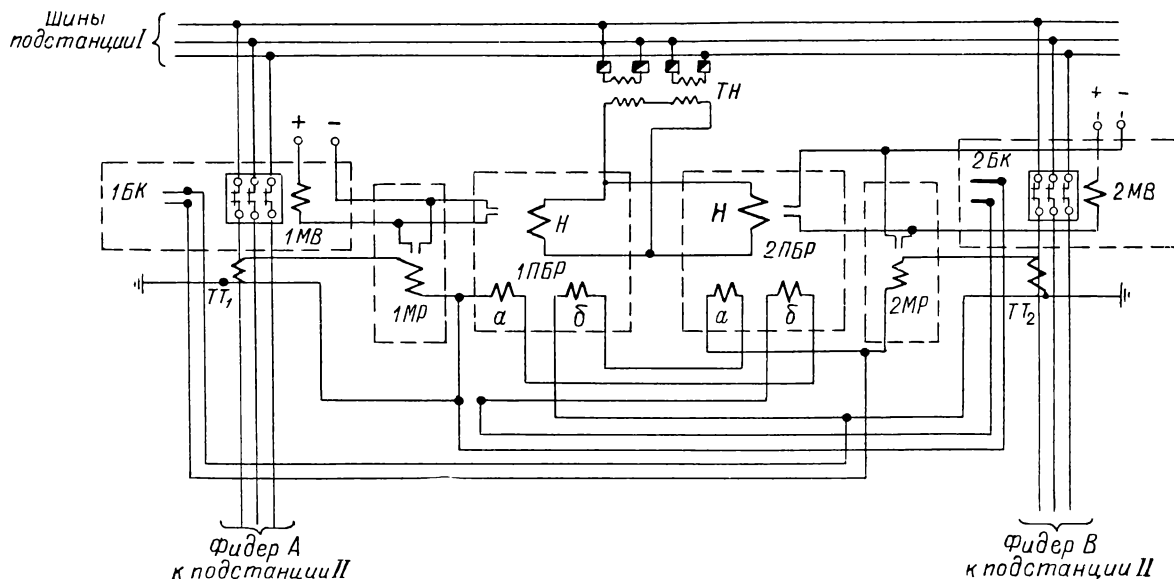 Шины
подстанции I
ТН
+ -
+ -
1БК
2БК
1МВ
2МВ
Н
Н
1ПБР
2ПБР
ТТ₁
1МР
а
б
а
б
2МР
ТТ₂
Фидер А
к подстанции II
Фидер В
к подстанции II